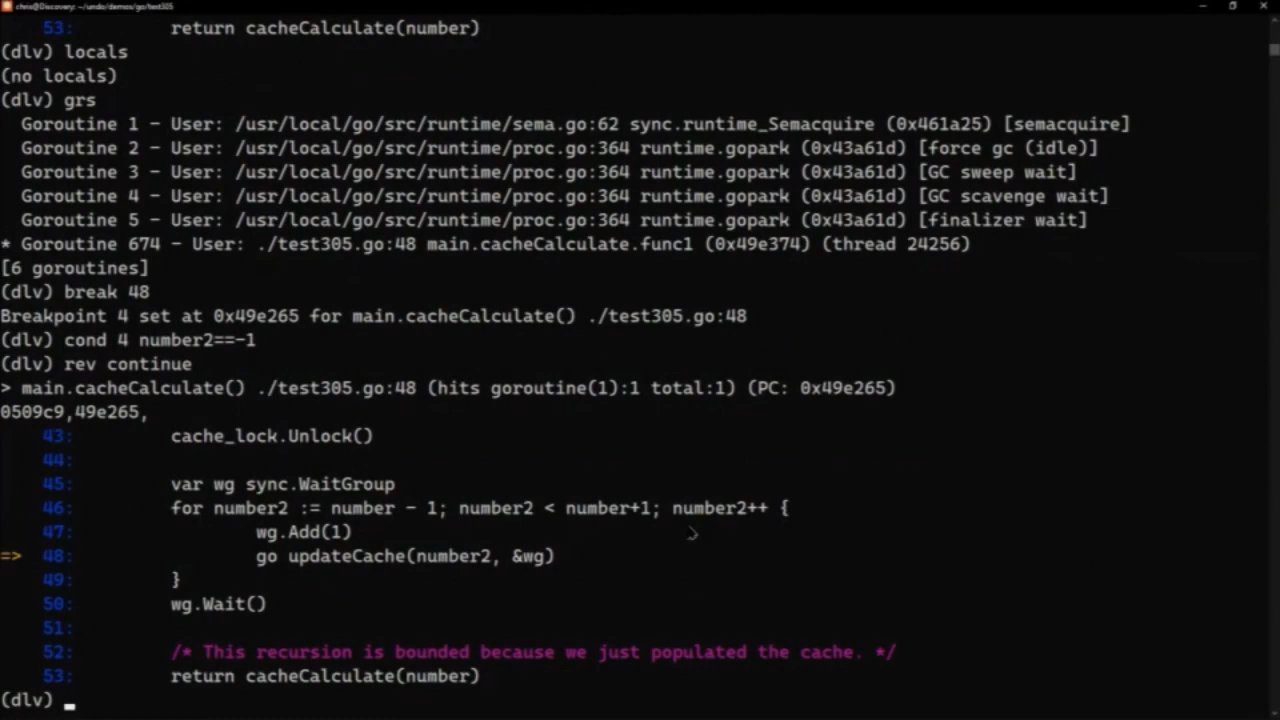 chris@Discovery: ~/undo/demos/go/test305
53: return cacheCalculate(number)
(dlv) locals
(no locals)
(dlv) grs
Goroutine 1 - User: /usr/local/go/src/runtime/sema.go:62 sync.runtime_Semacquire (0x461a25) [semacquire]
Goroutine 2 - User: /usr/local/go/src/runtime/proc.go:364 runtime.gopark (0x43a61d) [force gc (idle)]
Goroutine 3 - User: /usr/local/go/src/runtime/proc.go:364 runtime.gopark (0x43a61d) [GC sweep wait]
Goroutine 4 - User: /usr/local/go/src/runtime/proc.go:364 runtime.gopark (0x43a61d) [GC scavenge wait]
Goroutine 5 - User: /usr/local/go/src/runtime/proc.go:364 runtime.gopark (0x43a61d) [finalizer wait]
* Goroutine 674 - User: ./test305.go:48 main.cacheCalculate.func1 (0x49e374) (thread 24256)
[6 goroutines]
(dlv) break 48
Breakpoint 4 set at 0x49e265 for main.cacheCalculate() ./test305.go:48
(dlv) cond 4 number2==-1
(dlv) rev continue
> main.cacheCalculate() ./test305.go:48 (hits goroutine(1):1 total:1) (PC: 0x49e265)
0509c9,49e265,
43: cache_lock.Unlock()
44:
45: var wg sync.WaitGroup
46: for number2 := number - 1; number2 < number+1; number2++ {
47: wg.Add(1)
=> 48: go updateCache(number2, &wg)
49: }
50: wg.Wait()
51:
52: /* This recursion is bounded because we just populated the cache. */
53: return cacheCalculate(number)
(dlv)